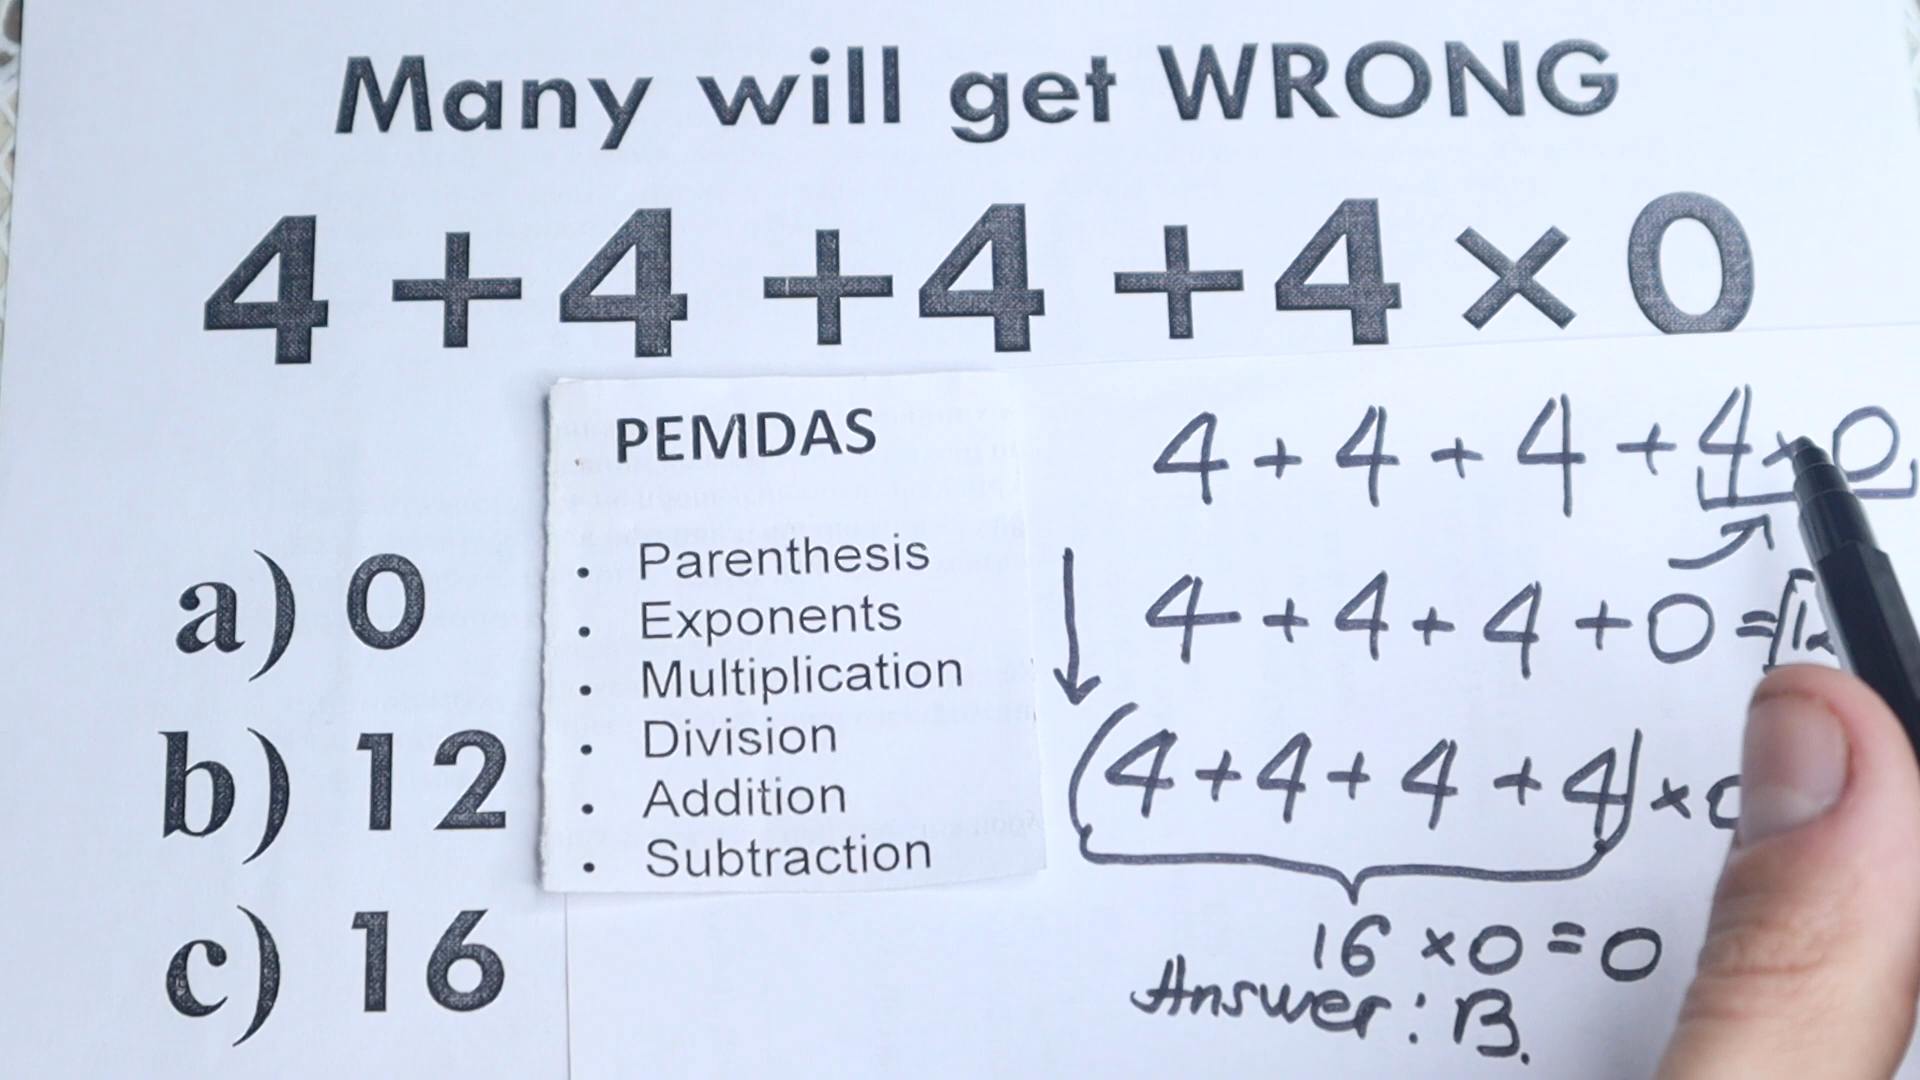 Many will get WRONG
4 + 4 + 4 + 4 × 0
a) 0
b) 12
c) 16
PEMDAS
• Parenthesis
• Exponents
• Multiplication
• Division
• Addition
• Subtraction
4 + 4 + 4 + 4 × 0
4 + 4 + 4 + 0 =
(4 + 4 + 4 + 4) ×
16 × 0 = 0
Answer: B.